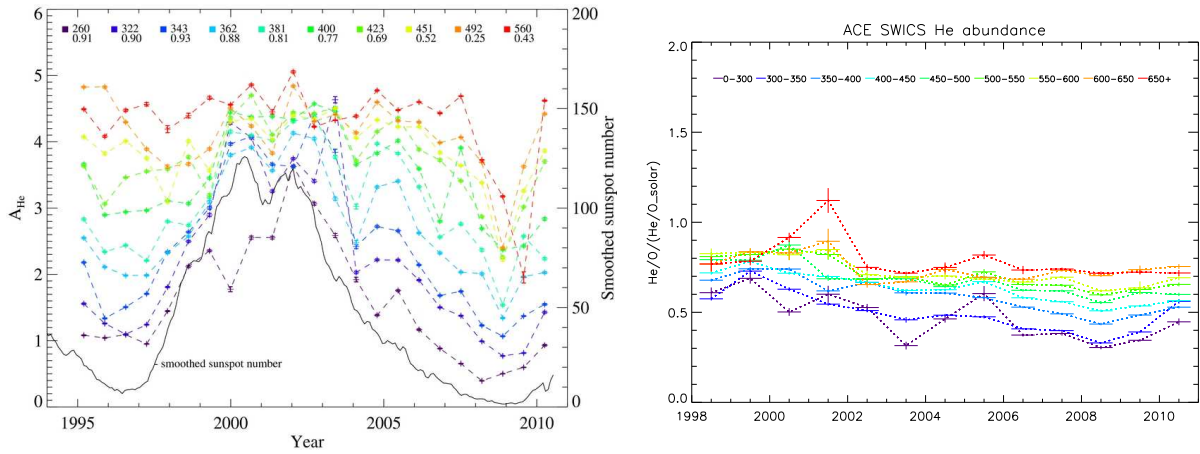 6
5
4
3
2
1
0
A_He
260 322 343 362 381 400 423 451 492 560
0.91 0.90 0.93 0.88 0.81 0.77 0.69 0.52 0.25 0.43
smoothed sunspot number
1995 2000 2005 2010
Year
200
150
100
50
0
Smoothed sunspot number
ACE SWICS He abundance
2.0
1.5
1.0
0.5
0.0
He/O/(He/O_solar)
0-300 300-350 350-400 400-450 450-500 500-550 550-600 600-650 650+
1998 2000 2002 2004 2006 2008 2010